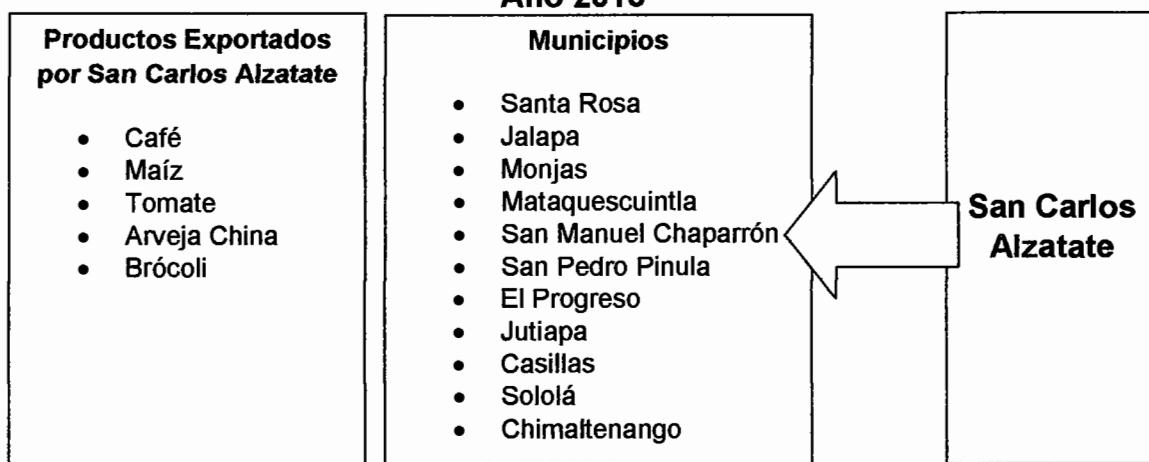 Productos Exportados
por San Carlos Alzatate
• Café
• Maíz
• Tomate
• Arveja China
• Brócoli
Municipios
• Santa Rosa
• Jalapa
• Monjas
• Mataquescuintla
• San Manuel Chaparrón
• San Pedro Pinula
• El Progreso
• Jutiapa
• Casillas
• Sololá
• Chimaltenango
San Carlos
Alzatate